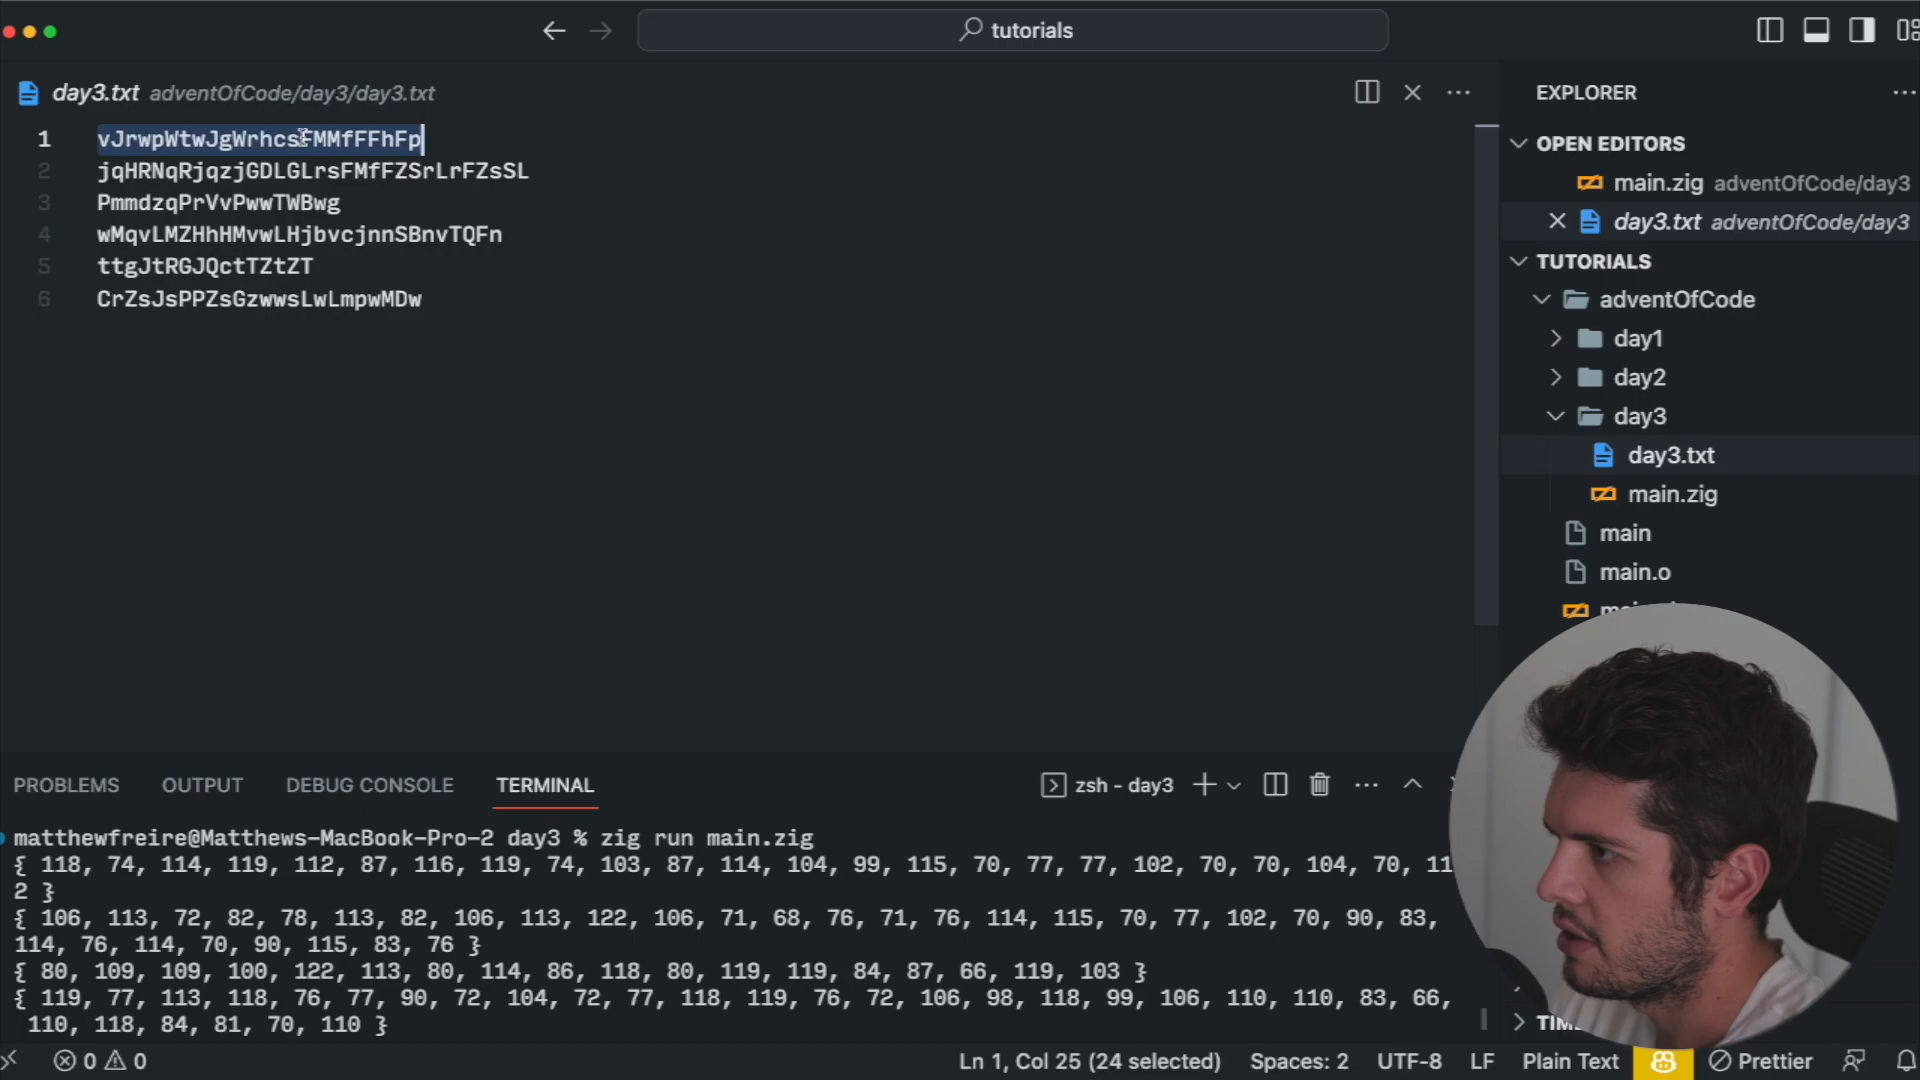 tutorials
day3.txt adventOfCode/day3/day3.txt
1 vJrwpWtwJgWrhcsFMMfFFhFp
2 jqHRNqRjqzjGDLGLrsFMfFZSrLrFZsSL
3 PmmdzqPrVvPwwTWBwg
4 wMqvLMZHhHMvwLHjbvcjnnSBnvTQFn
5 ttgJtRGJQctTZtZT
6 CrZsJsPPZsGzwwsLwLmpwMDw
EXPLORER
OPEN EDITORS
main.zig adventOfCode/day3
day3.txt adventOfCode/day3
TUTORIALS
adventOfCode
day1
day2
day3
day3.txt
main.zig
main
main.o
PROBLEMS OUTPUT DEBUG CONSOLE TERMINAL
zsh - day3
matthewfreire@Matthews-MacBook-Pro-2 day3 % zig run main.zig
{ 118, 74, 114, 119, 112, 87, 116, 119, 74, 103, 87, 114, 104, 99, 115, 70, 77, 77, 102, 70, 70, 104, 70, 11
2 }
{ 106, 113, 72, 82, 78, 113, 82, 106, 113, 122, 106, 71, 68, 76, 71, 76, 114, 115, 70, 77, 102, 70, 90, 83,
114, 76, 114, 70, 90, 115, 83, 76 }
{ 80, 109, 109, 100, 122, 113, 80, 114, 86, 118, 80, 119, 119, 84, 87, 66, 119, 103 }
{ 119, 77, 113, 118, 76, 77, 90, 72, 104, 72, 77, 118, 119, 76, 72, 106, 98, 118, 99, 106, 110, 110, 83, 66,
110, 118, 84, 81, 70, 110 }
0 0
Ln 1, Col 25 (24 selected) Spaces: 2 UTF-8 LF Plain Text Prettier